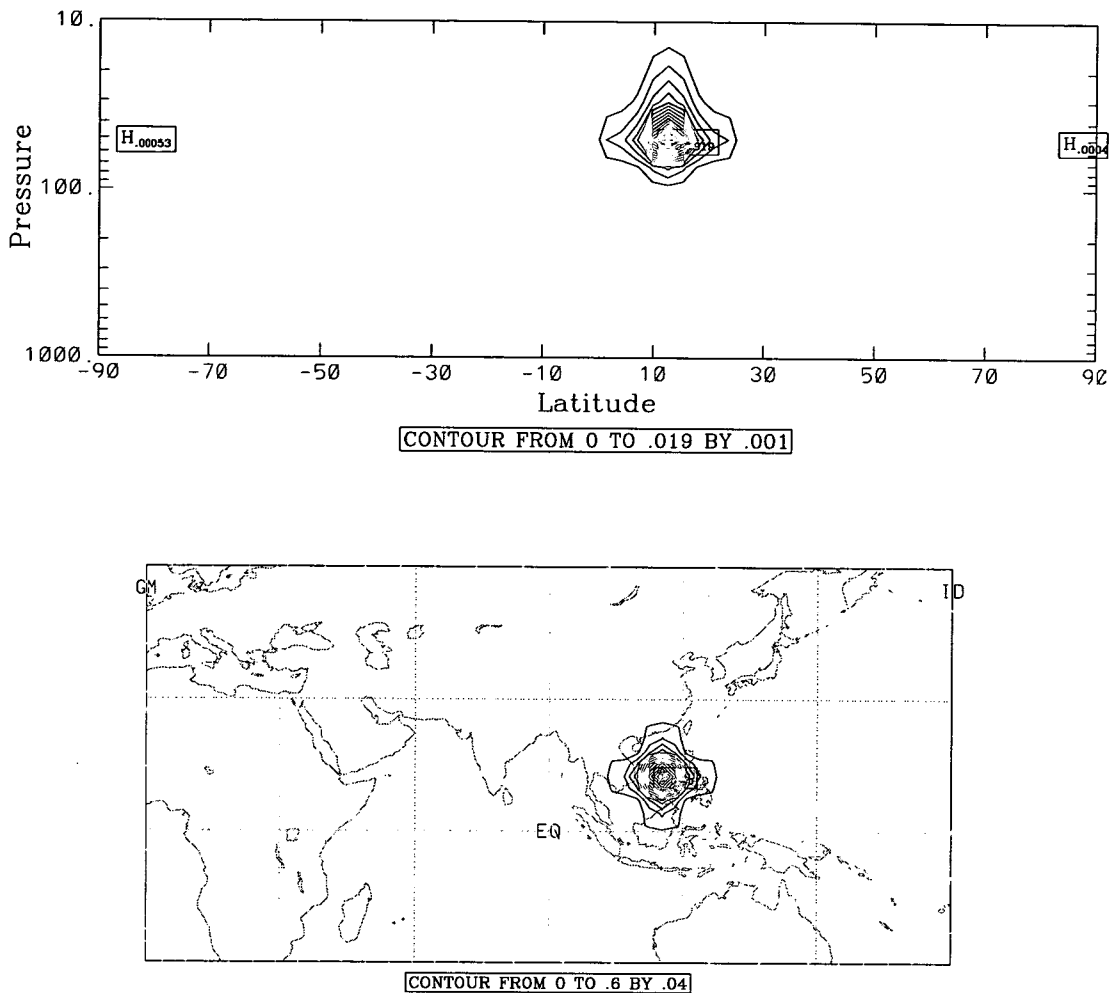 10.
Pressure
H.00053
.919
H.0004
100.
1000.
-90 -70 -50 -30 -10 10 30 50 70 90
Latitude
CONTOUR FROM 0 TO .019 BY .001
GM ID
EQ
CONTOUR FROM 0 TO .6 BY .04